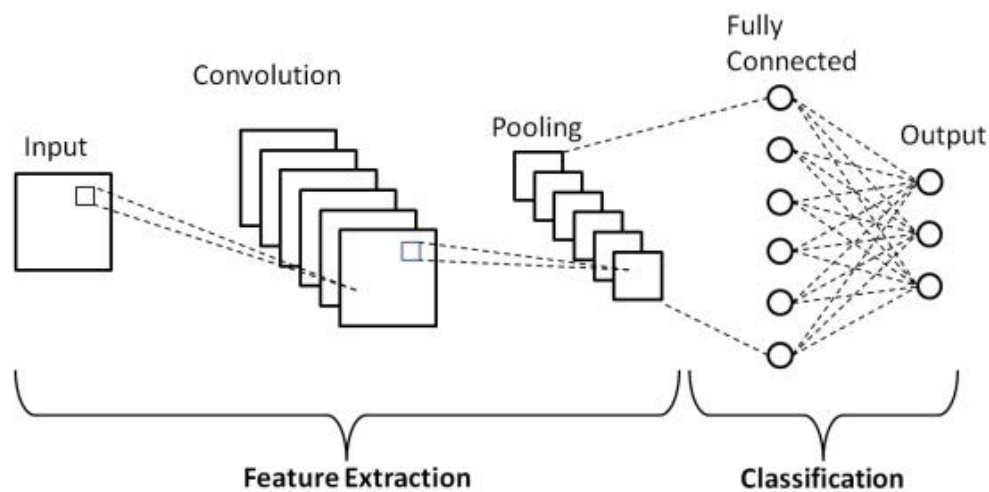 Input
Convolution
Pooling
Fully
Connected
Output
Feature Extraction
Classification